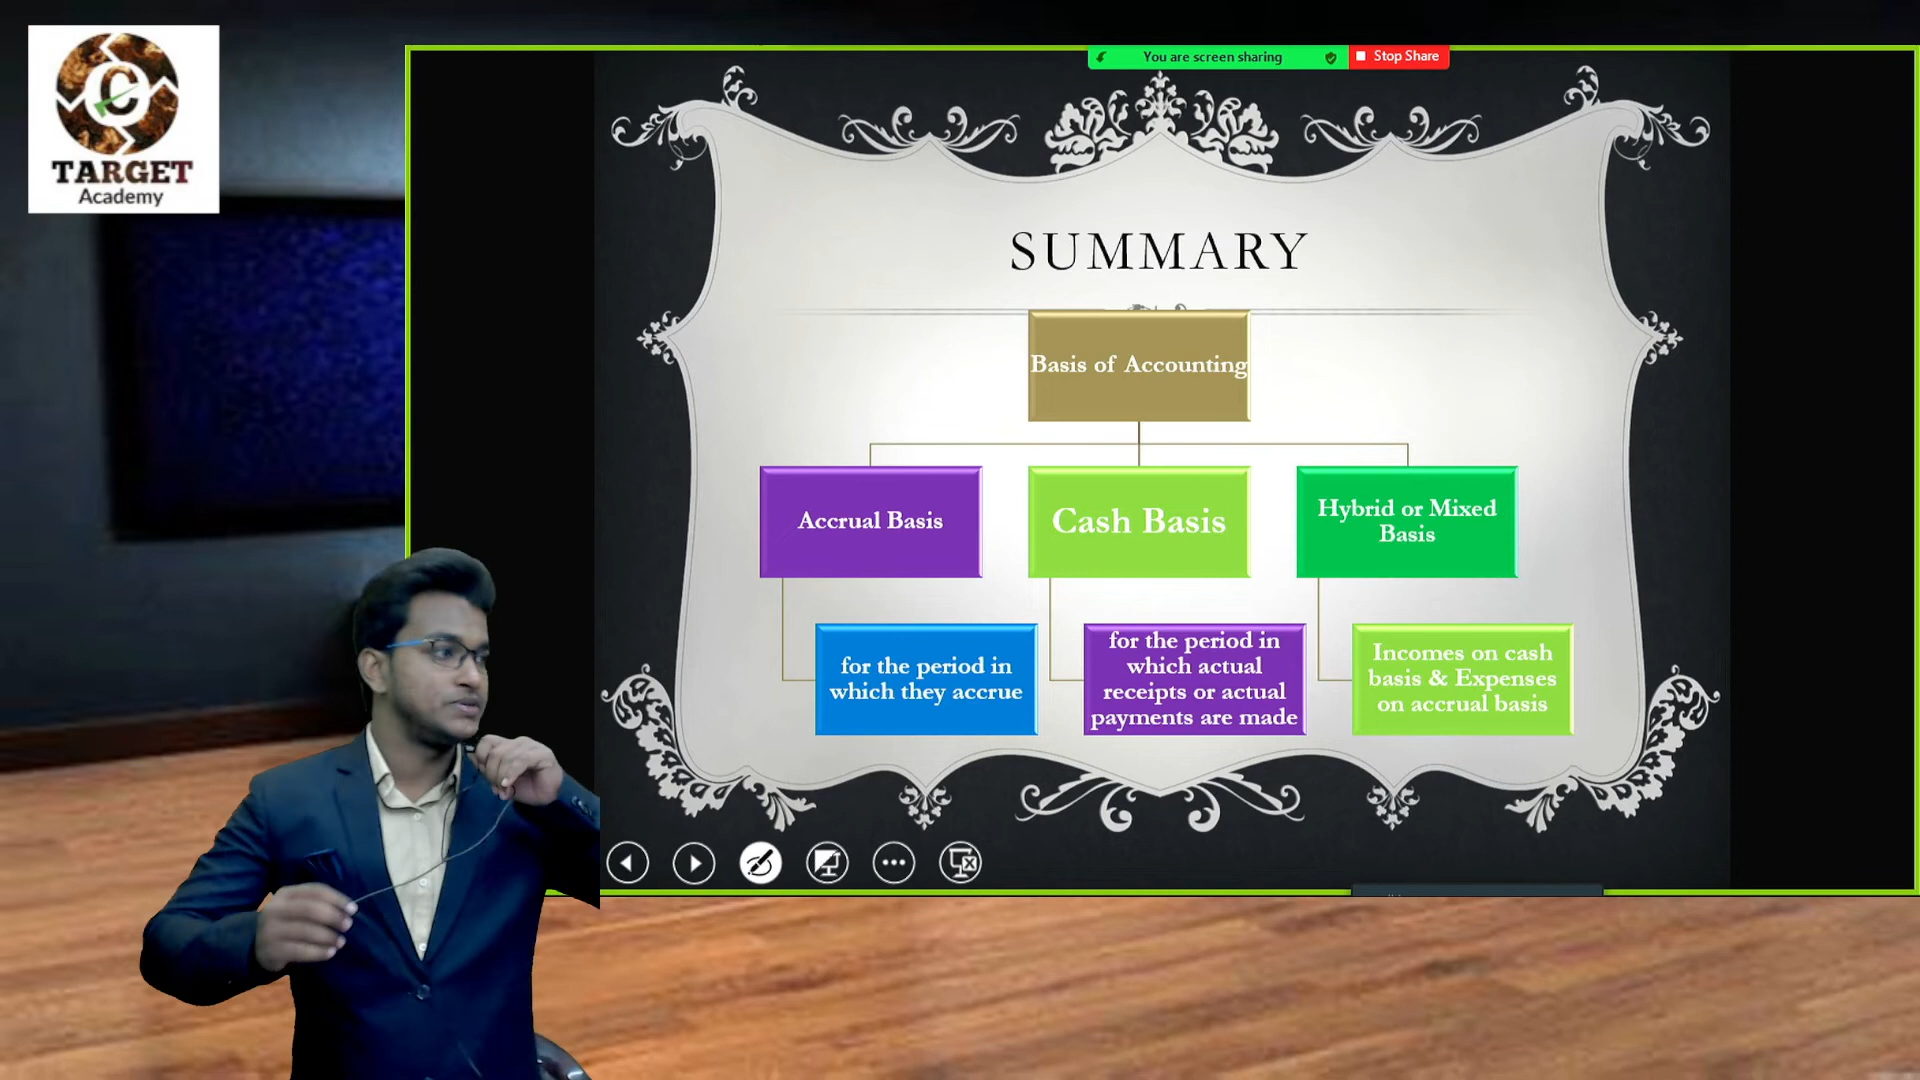 C
TARGET
Academy
You are screen sharing
Stop Share
SUMMARY
Basis of Accounting
Accrual Basis
Cash Basis
Hybrid or Mixed
Basis
for the period in
which they accrue
for the period in
which actual
receipts or actual
payments are made
Incomes on cash
basis & Expenses
on accrual basis